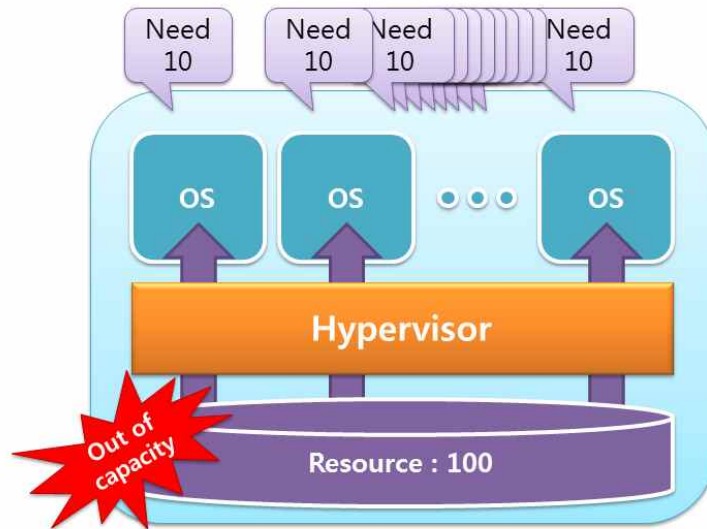 Need
10
Need
10
Need
10
Need
10
OS
OS
OS
Hypervisor
Out of
capacity
Resource : 100